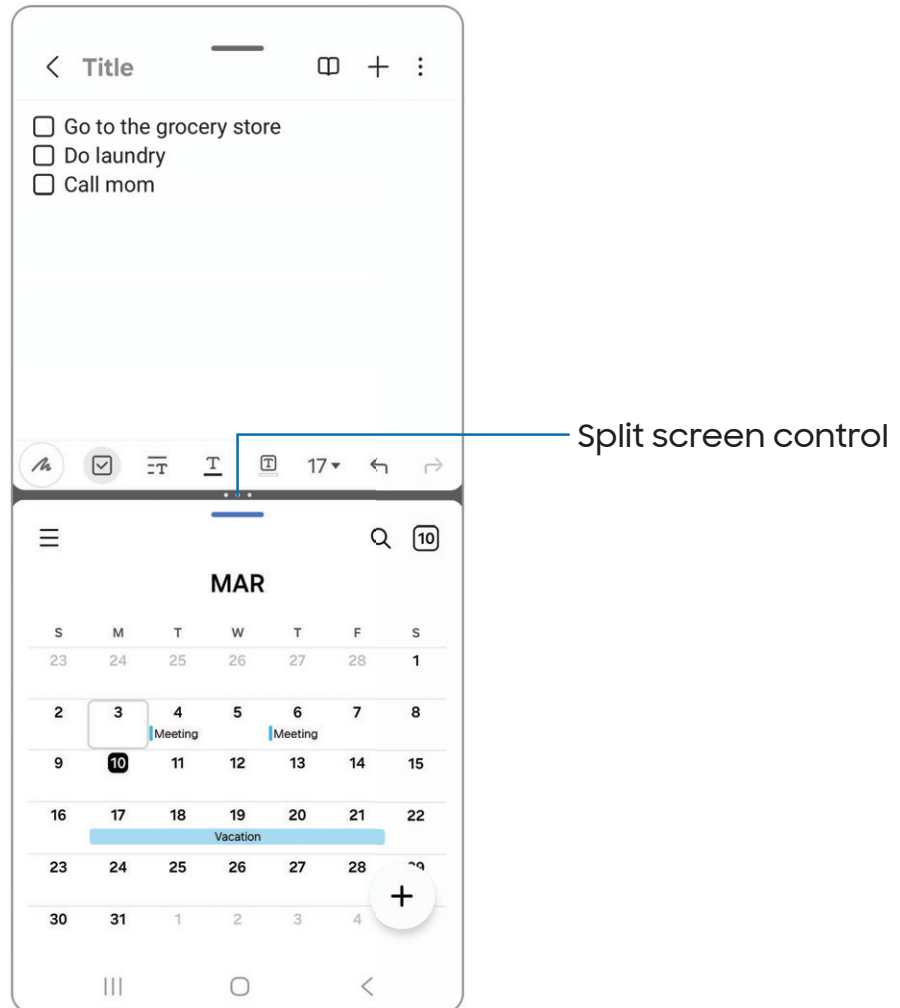 Title
Go to the grocery store
Do laundry
Call mom
Split screen control
T T T 17
10
MAR
S M T W T F S
23 24 25 26 27 28 1
2 3 4 5 6 7 8
Meeting Meeting
9 10 11 12 13 14 15
16 17 18 19 20 21 22
Vacation
23 24 25 26 27 28
30 31 1 2 3 4